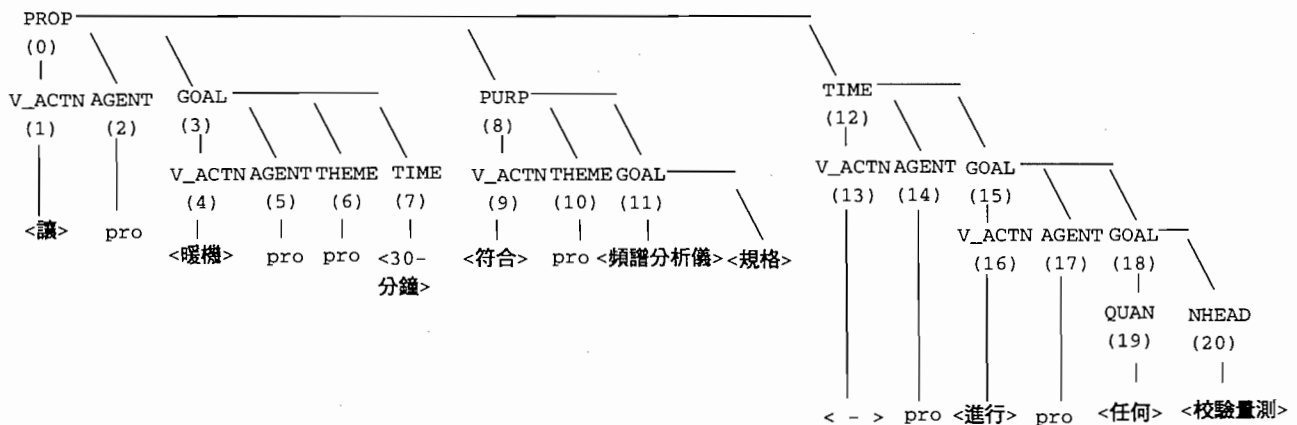 PROP
(0)
V_ACTN AGENT GOAL PURP TIME
(1) (2) (3) (8) (12)
V_ACTN AGENT THEME TIME V_ACTN THEME GOAL V_ACTN AGENT GOAL
(4) (5) (6) (7) (9) (10) (11) (13) (14) (15)
<讓> pro <暖機> pro pro <30-
分鐘>
<符合> pro <頻譜分析儀> <規格>
V_ACTN AGENT GOAL
(16) (17) (18)
QUAN NHEAD
(19) (20)
< - > pro <進行> pro <任何> <校驗量測>